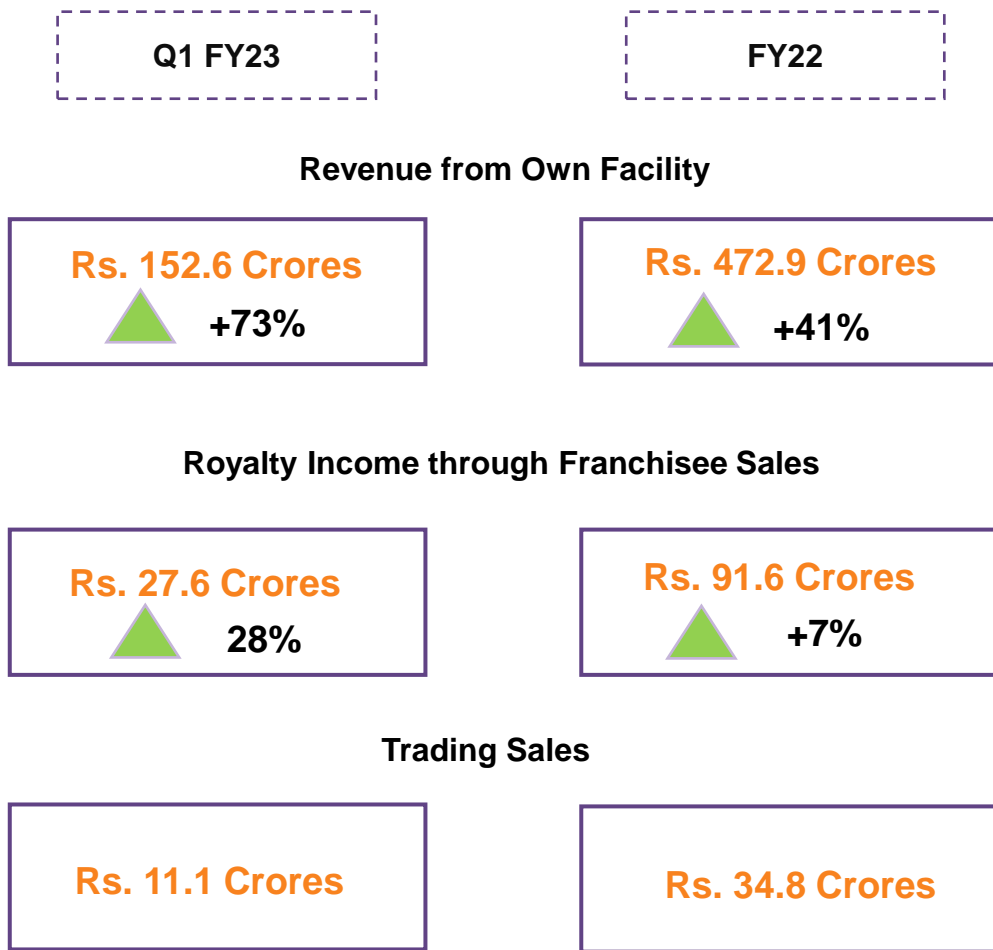 Q1 FY23
FY22
Revenue from Own Facility
Rs. 152.6 Crores
+73%
Rs. 472.9 Crores
+41%
Royalty Income through Franchisee Sales
Rs. 27.6 Crores
28%
Rs. 91.6 Crores
+7%
Trading Sales
Rs. 11.1 Crores
Rs. 34.8 Crores